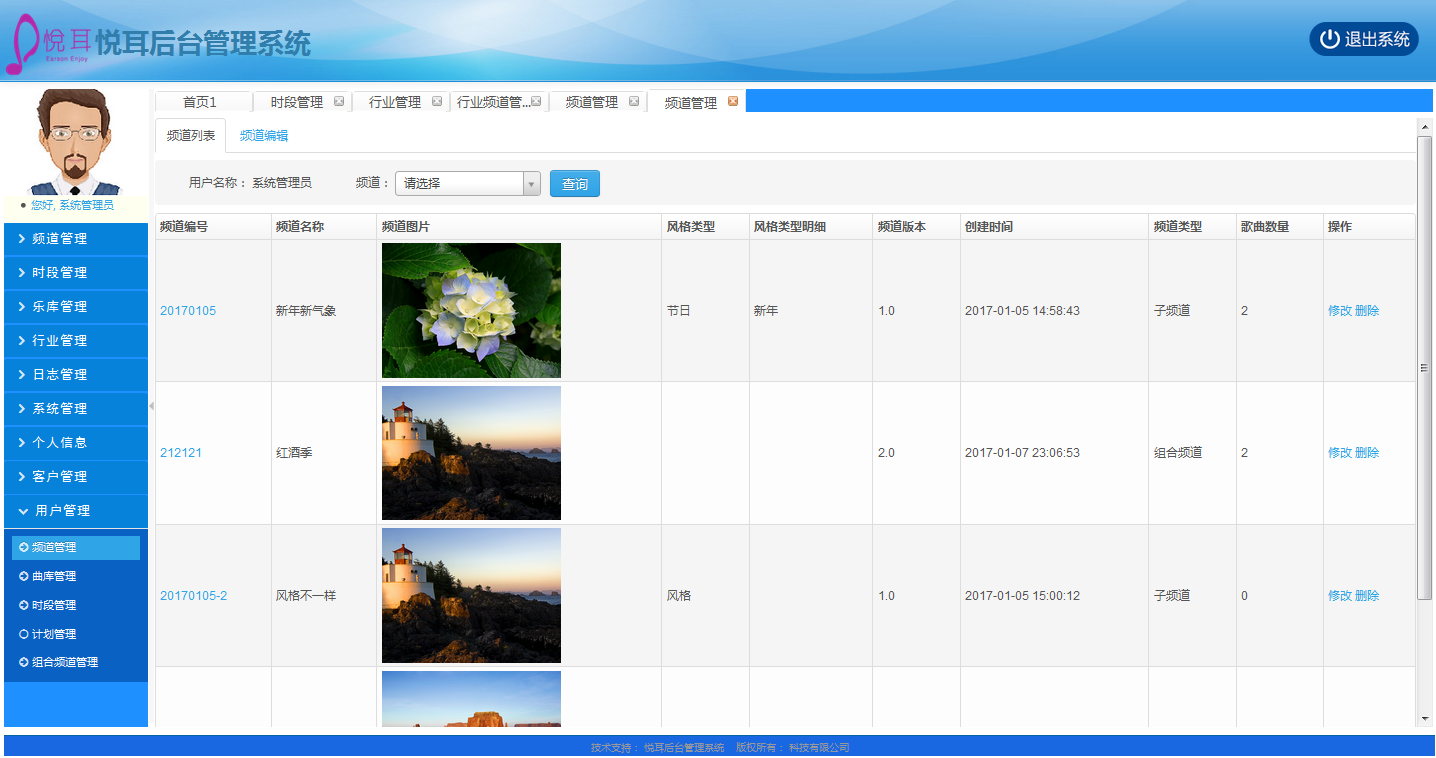 悦耳 悦耳后台管理系统
Earson Enjoy
退出系统
首页1 时段管理 行业管理 行业频道管... 频道管理 频道管理
频道列表 频道编辑
用户名称： 系统管理员 频道： 请选择 查询
您好, 系统管理员
频道管理
时段管理
乐库管理
行业管理
日志管理
系统管理
个人信息
客户管理
用户管理
频道管理
曲库管理
时段管理
计划管理
组合频道管理
频道编号 频道名称 频道图片 风格类型 风格类型明细 频道版本 创建时间 频道类型 歌曲数量 操作
20170105 新年新气象 节日 新年 1.0 2017-01-05 14:58:43 子频道 2 修改 删除
212121 红酒季 2.0 2017-01-07 23:06:53 组合频道 2 修改 删除
20170105-2 风格不一样 风格 1.0 2017-01-05 15:00:12 子频道 0 修改 删除
技术支持： 悦耳后台管理系统 版权所有： 科技有限公司